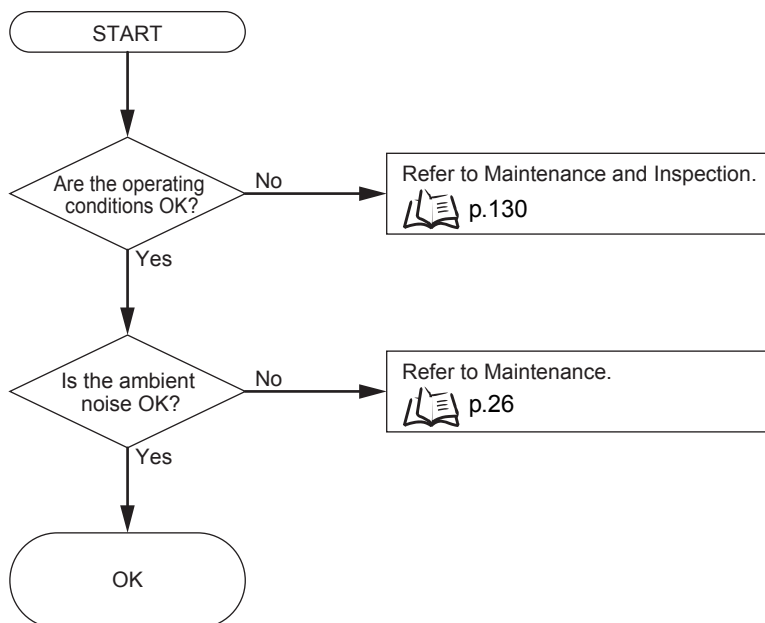 START
Are the operating
conditions OK?
No
Refer to Maintenance and Inspection.
p.130
Yes
Is the ambient
noise OK?
No
Refer to Maintenance.
p.26
Yes
OK